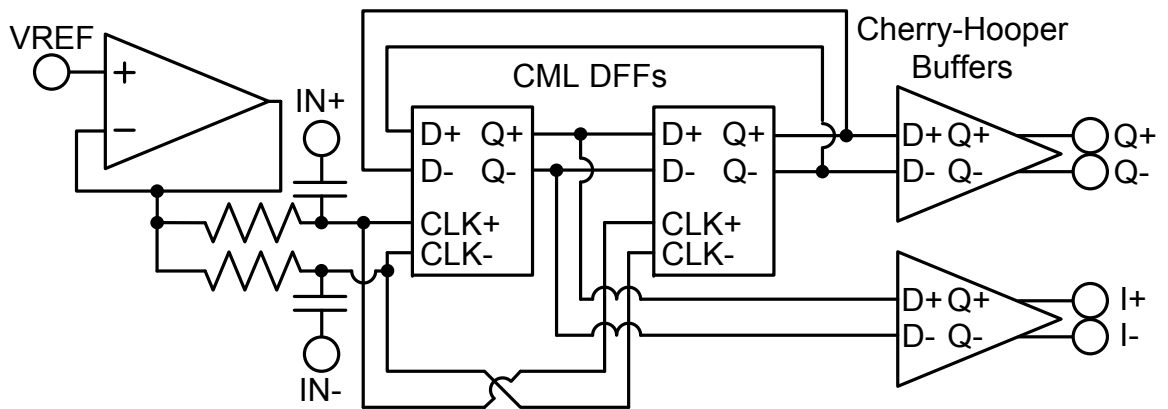 VREF
+
−
IN+
IN-
CML DFFs
D+ Q+
D- Q-
CLK+
CLK-
D+ Q+
D- Q-
CLK+
CLK-
Cherry-Hooper
Buffers
D+ Q+
D- Q-
Q+
Q-
D+ Q+
D- Q-
I+
I-